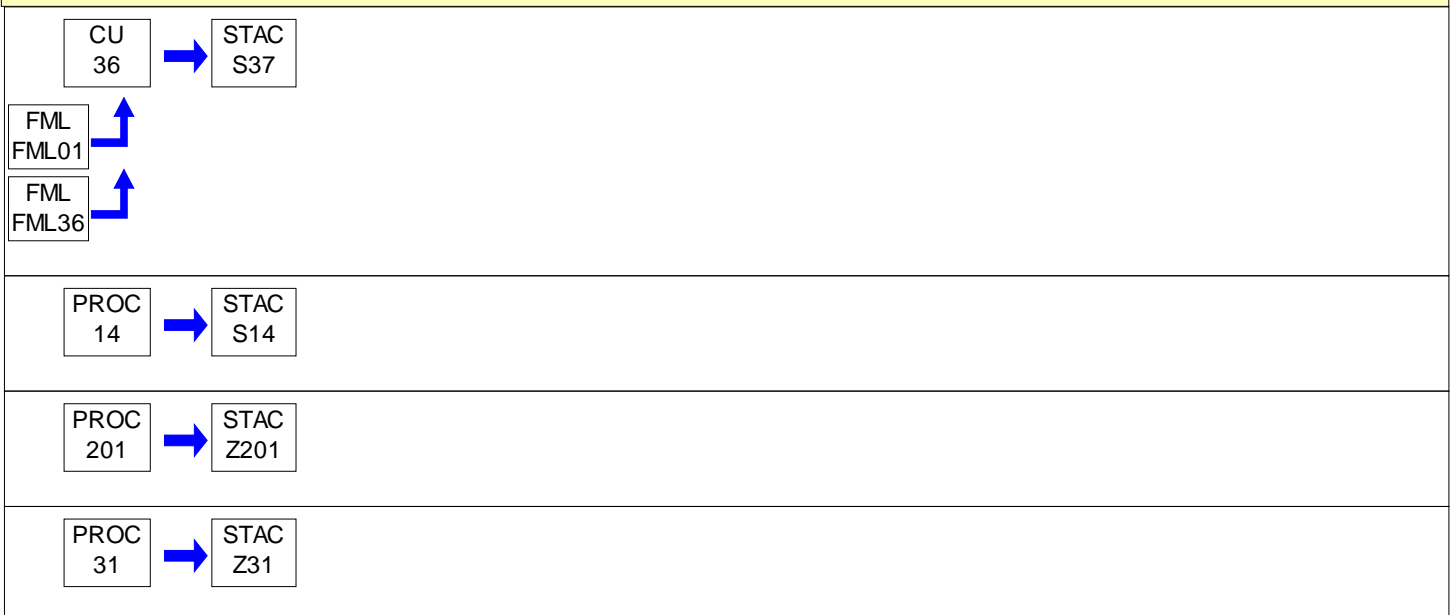 CU
36
STAC
S37
FML
FML01
FML
FML36
PROC
14
STAC
S14
PROC
201
STAC
Z201
PROC
31
STAC
Z31